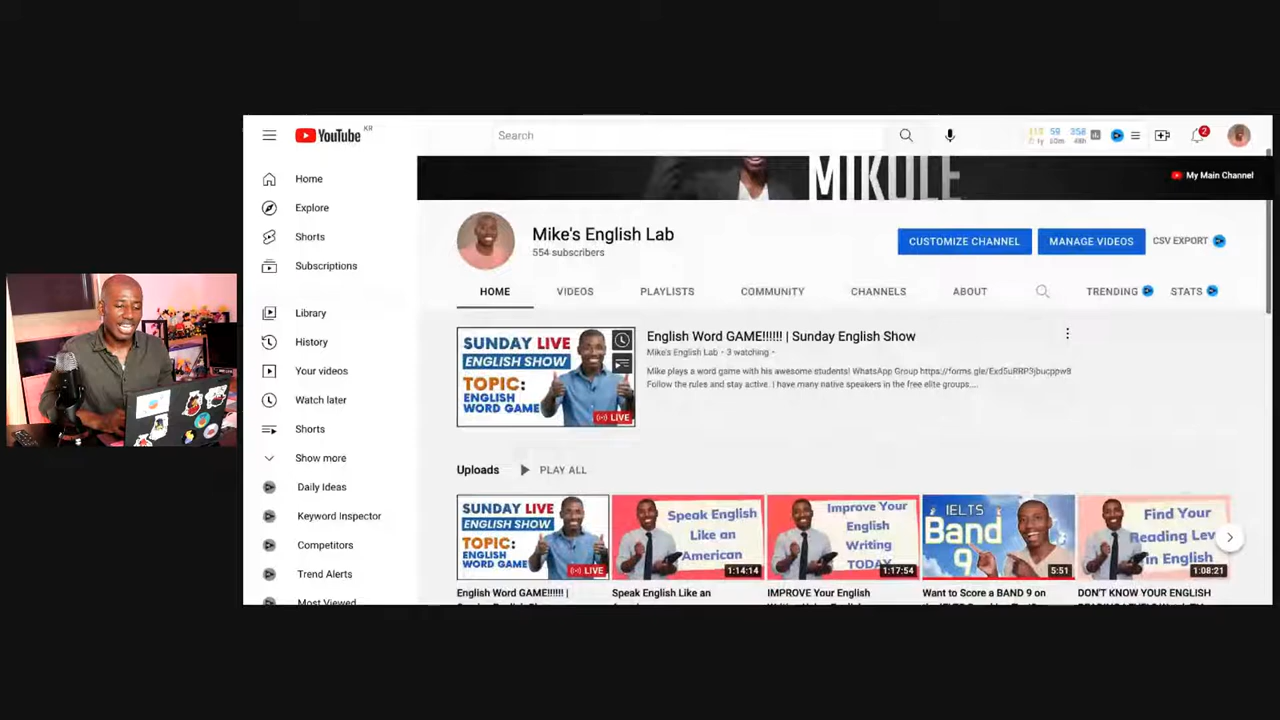 YouTube KR
Search
59 358
60m 48h
2
MIKOLE
My Main Channel
Home
Explore
Shorts
Subscriptions
Library
History
Your videos
Watch later
Shorts
Show more
Daily Ideas
Keyword Inspector
Competitors
Trend Alerts
Most Viewed
Mike's English Lab
554 subscribers
CUSTOMIZE CHANNEL
MANAGE VIDEOS
CSV EXPORT
HOME
VIDEOS
PLAYLISTS
COMMUNITY
CHANNELS
ABOUT
TRENDING
STATS
SUNDAY LIVE
ENGLISH SHOW
TOPIC:
ENGLISH
WORD GAME
LIVE
English Word GAME!!!!!! | Sunday English Show
Mike's English Lab • 3 watching •
Mike plays a word game with his awesome students! WhatsApp Group
Follow the rules and stay active. I have many native speakers in the free elite groups....
Uploads
PLAY ALL
SUNDAY LIVE
ENGLISH SHOW
TOPIC:
ENGLISH
WORD GAME
LIVE
Speak English
Like an
American
1:14:14
Improve Your
English
Writing
TODAY
1:17:54
IELTS
Band
9
5:51
Find Your
Reading Lev
in English
1:08:21
English Word GAME!!!!!! |
Speak English Like an
IMPROVE Your English
Want to Score a BAND 9 on
DON'T KNOW YOUR ENGLISH